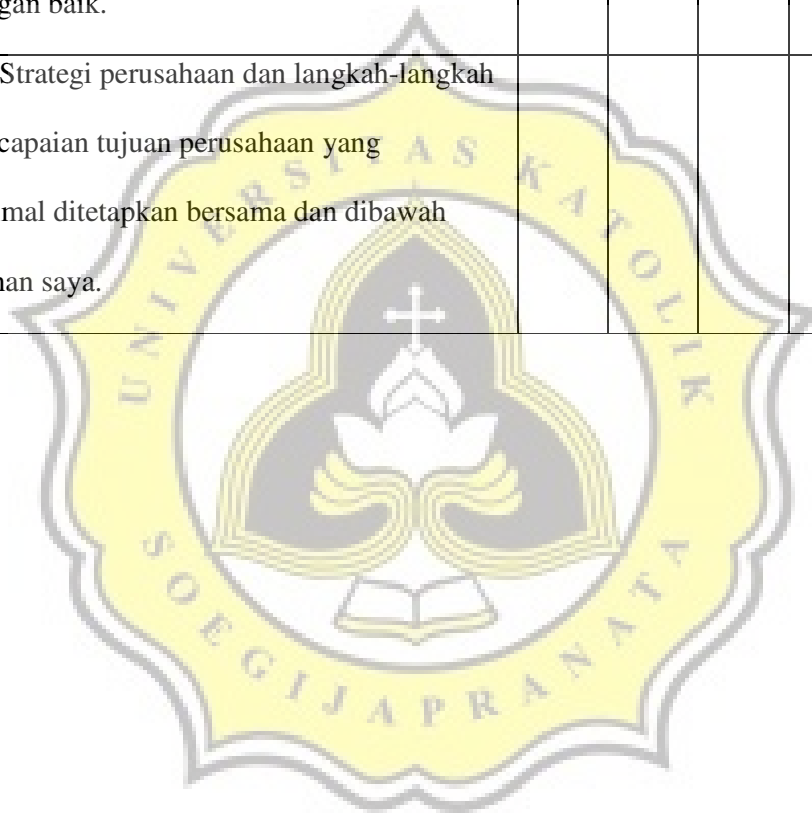 gan baik.
Strategi perusahaan dan langkah-langkah
capaian tujuan perusahaan yang
mal ditetapkan bersama dan dibawah
nan saya.
UNIVERSITAS KATOLIK
SOEGIJAPRANATA